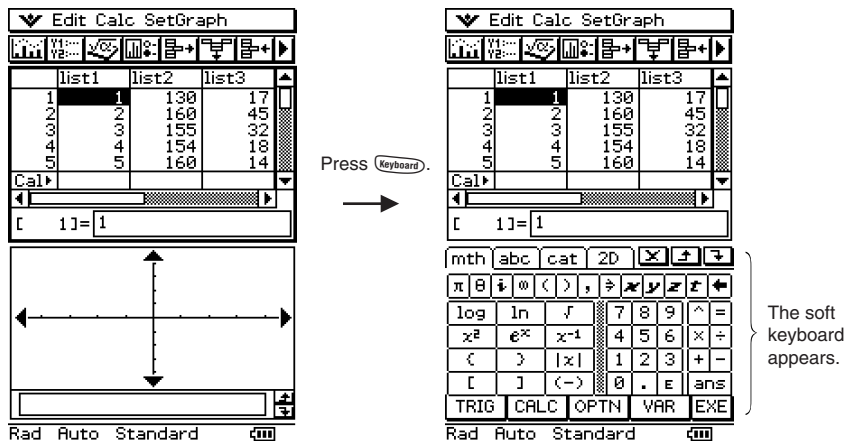 Edit Calc SetGraph
list1 list2 list3
1 1 130 17
2 2 160 45
3 3 155 32
4 4 154 18
5 5 160 14
Cal▶
[ 1]= 1
Rad Auto Standard
Press Keyboard.
Edit Calc SetGraph
list1 list2 list3
1 1 130 17
2 2 160 45
3 3 155 32
4 4 154 18
5 5 160 14
Cal▶
[ 1]= 1
mth abc cat 2D
π θ i ∞ ( ) , ⇒ x y z t ←
log ln √ 7 8 9 ^ =
x² eˣ x⁻¹ 4 5 6 × ÷
{ } |x| 1 2 3 + −
[ ] (−) 0 . E ans
TRIG CALC OPTN VAR EXE
Rad Auto Standard
The soft
keyboard
appears.